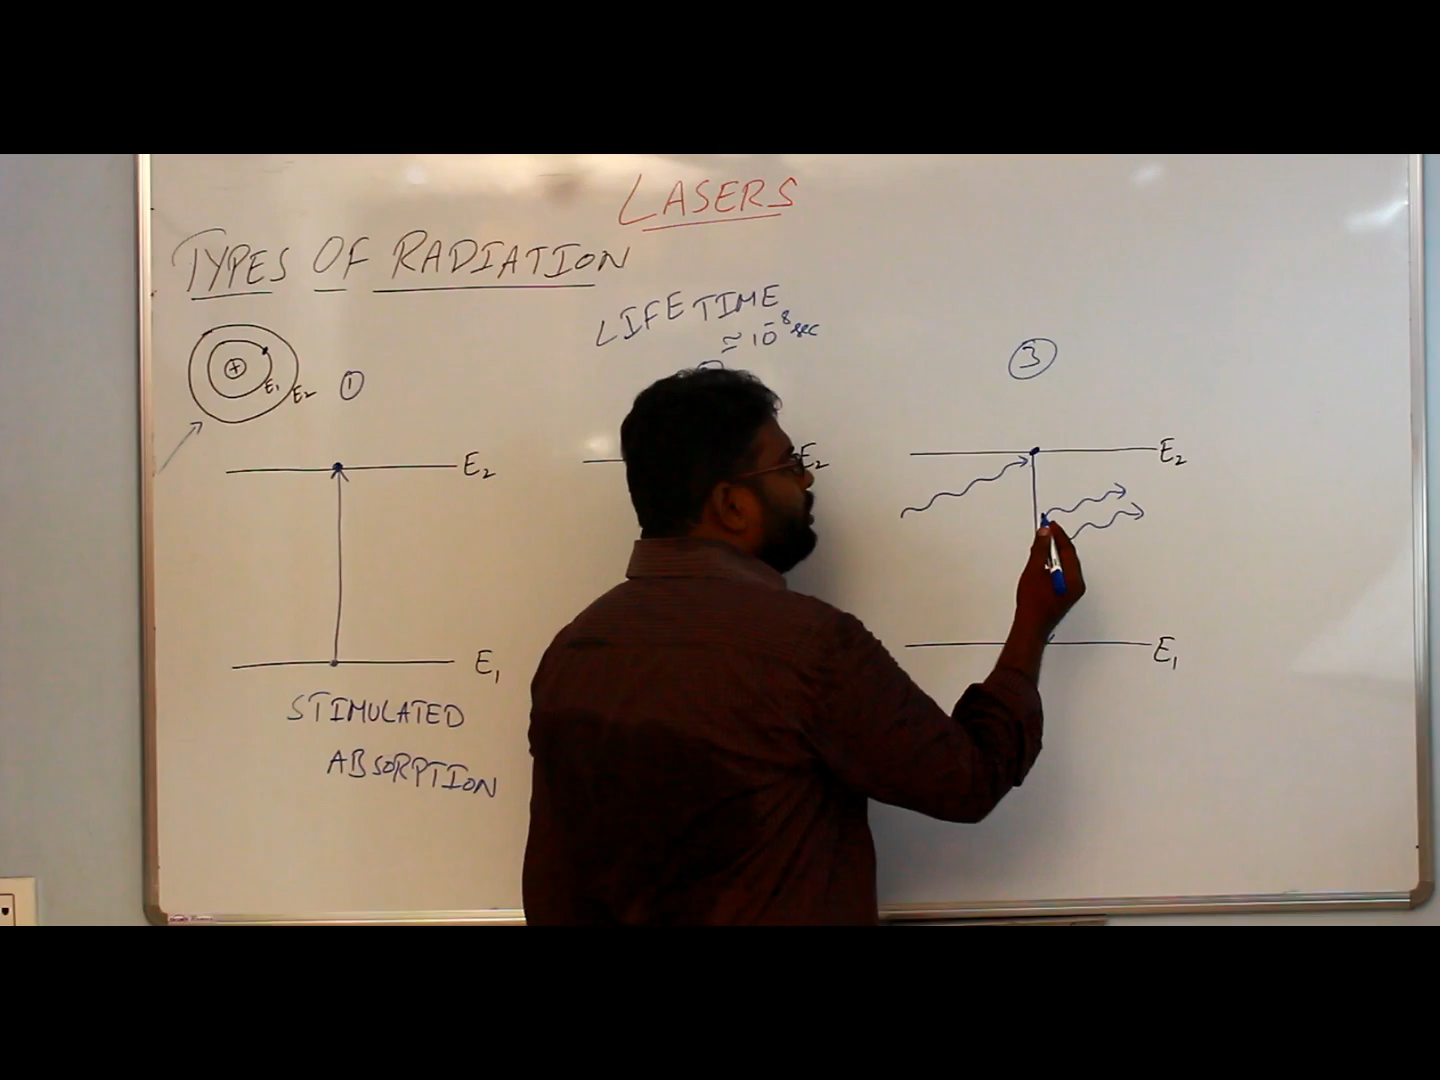 LASERS
TYPES OF RADIATION
LIFETIME
≃ 10⁻⁸ sec
+
E₁
E₂
①
③
E₂
E₂
E₂
E₁
E₁
STIMULATED
ABSORPTION